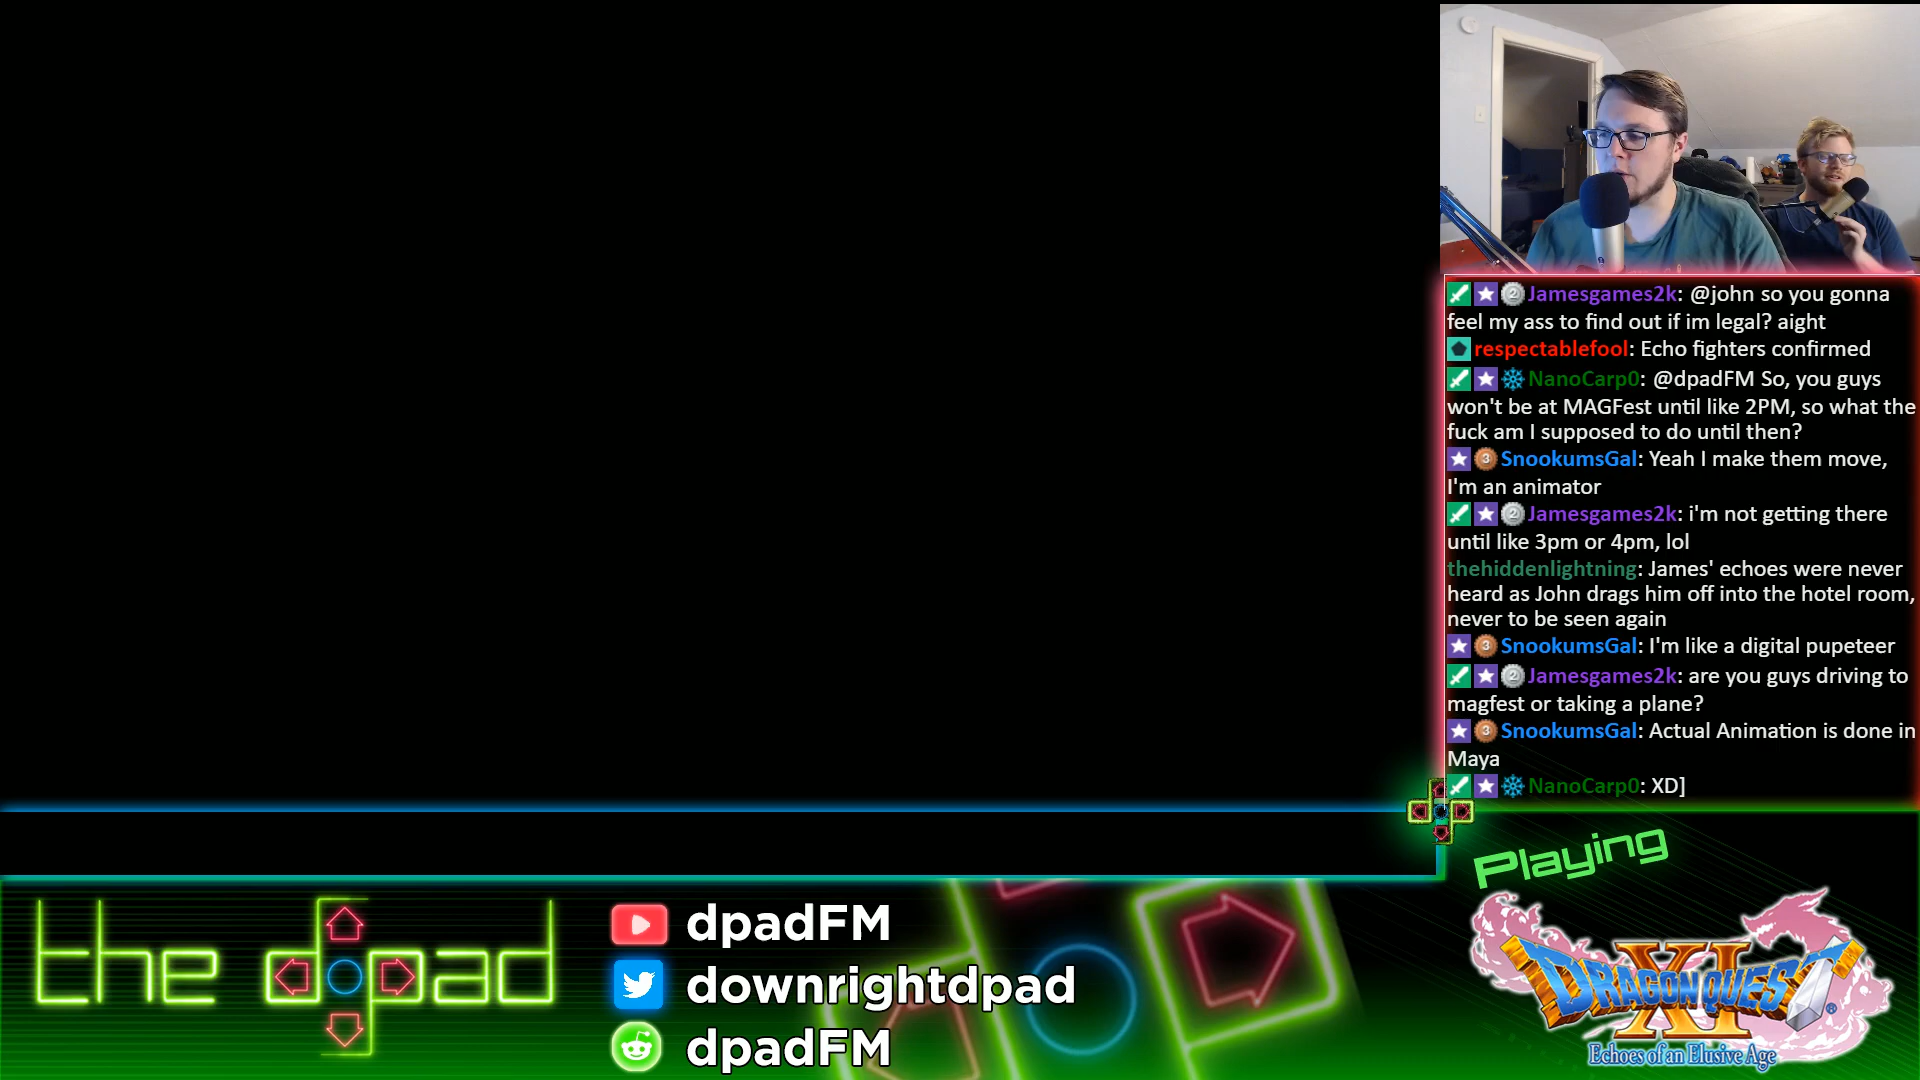 Jamesgames2k: @john so you gonna
feel my ass to find out if im legal? aight
respectablefool: Echo fighters confirmed
NanoCarp0: @dpadFM So, you guys
won't be at MAGFest until like 2PM, so what the
fuck am I supposed to do until then?
SnookumsGal: Yeah I make them move,
I'm an animator
Jamesgames2k: i'm not getting there
until like 3pm or 4pm, lol
thehiddenlightning: James' echoes were never
heard as John drags him off into the hotel room,
never to be seen again
SnookumsGal: I'm like a digital pupeteer
Jamesgames2k: are you guys driving to
magfest or taking a plane?
SnookumsGal: Actual Animation is done in
Maya
NanoCarp0: XD]
Playing
DRAGON QUEST
XI
Echoes of an Elusive Age
the dpad
dpadFM
downrightdpad
dpadFM